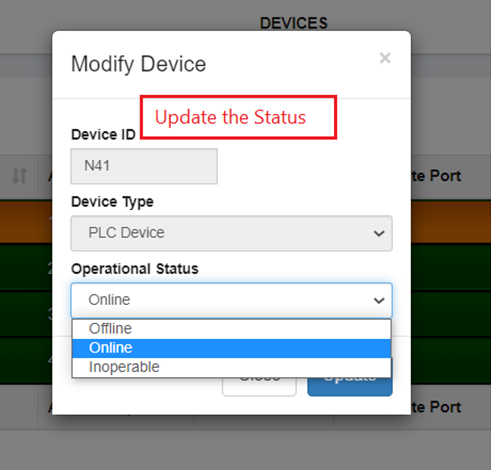 DEVICES
Modify Device
×
Update the Status
Device ID
N41
Device Type
PLC Device
Operational Status
Online
Offline
Online
Inoperable
Close
Update
te Port
te Port